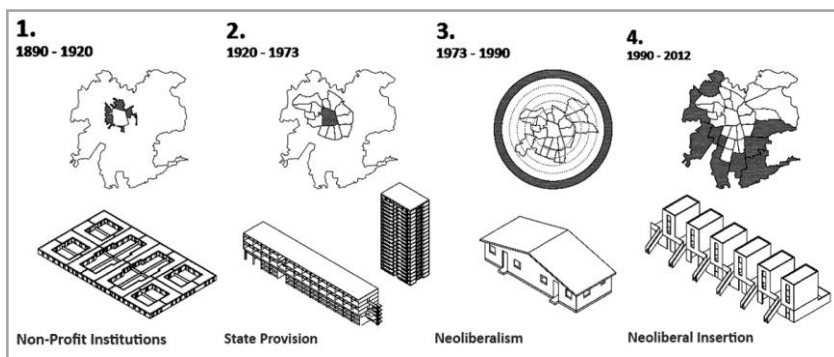 1.
1890 - 1920
2.
1920 - 1973
3.
1973 - 1990
4.
1990 - 2012
Non-Profit Institutions
State Provision
Neoliberalism
Neoliberal Insertion